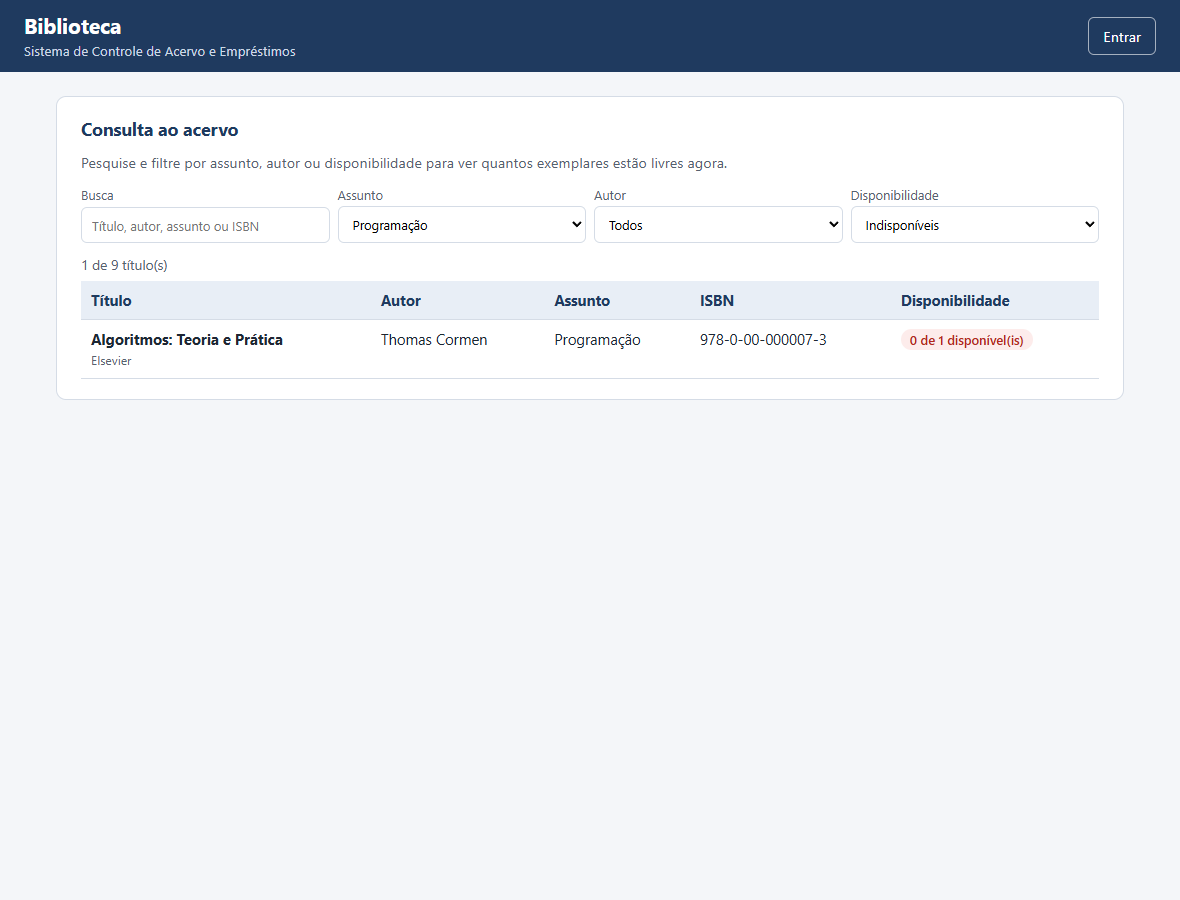 Biblioteca
Sistema de Controle de Acervo e Empréstimos
Entrar
Consulta ao acervo
Pesquise e filtre por assunto, autor ou disponibilidade para ver quantos exemplares estão livres agora.
Busca Assunto Autor Disponibilidade
Título, autor, assunto ou ISBN Programação Todos Indisponíveis
1 de 9 título(s)
Título Autor Assunto ISBN Disponibilidade
Algoritmos: Teoria e Prática Thomas Cormen Programação 978-0-00-000007-3 0 de 1 disponível(is)
Elsevier